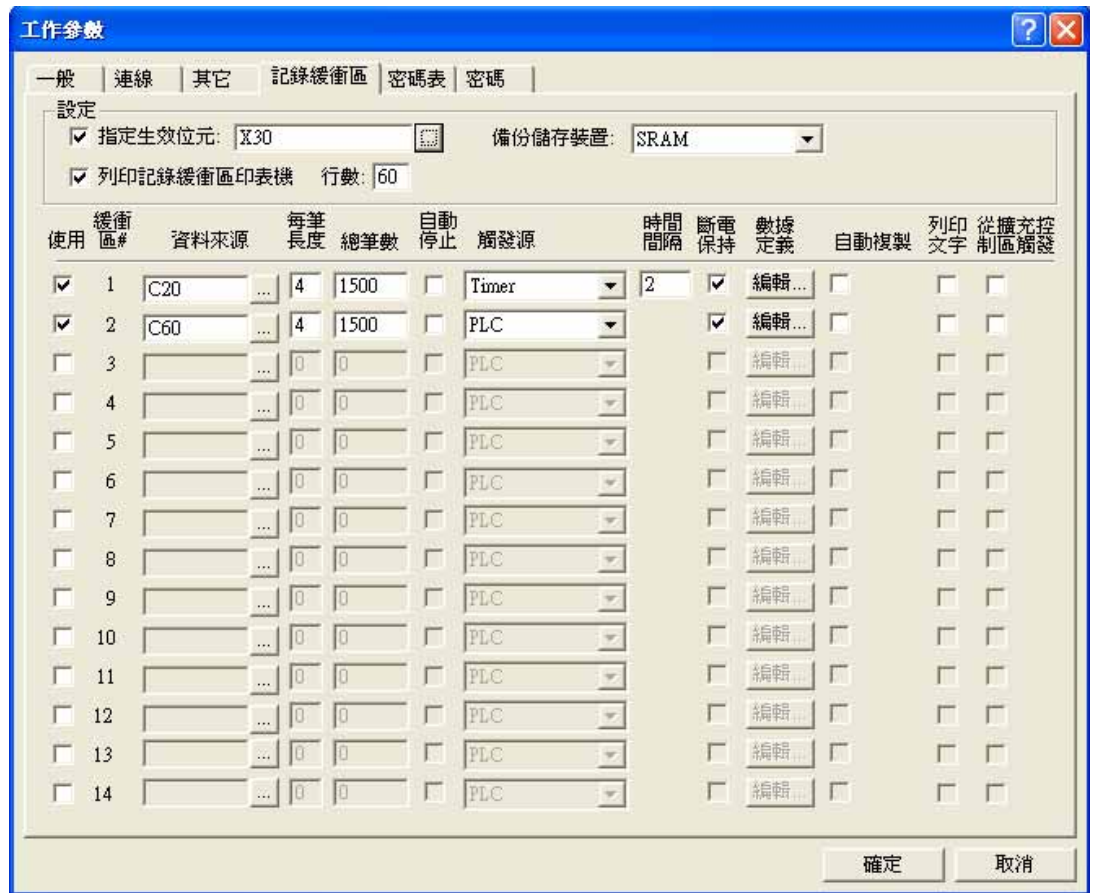 工作參數
一般 連線 其它 記錄緩衝區 密碼表 密碼
設定
指定生效位元: X30 備份儲存裝置: SRAM
列印記錄緩衝區印表機 行數: 60
使用 緩衝區# 資料來源 每筆長度 總筆數 自動停止 觸發源 時間間隔 斷電保持 數據定義 自動複製 列印文字 從擴充控制區觸發
1 C20 ... 4 1500 Timer 2 編輯...
2 C60 ... 4 1500 PLC 編輯...
3 ... 0 0 PLC 編輯...
4 ... 0 0 PLC 編輯...
5 ... 0 0 PLC 編輯...
6 ... 0 0 PLC 編輯...
7 ... 0 0 PLC 編輯...
8 ... 0 0 PLC 編輯...
9 ... 0 0 PLC 編輯...
10 ... 0 0 PLC 編輯...
11 ... 0 0 PLC 編輯...
12 ... 0 0 PLC 編輯...
13 ... 0 0 PLC 編輯...
14 ... 0 0 PLC 編輯...
確定 取消